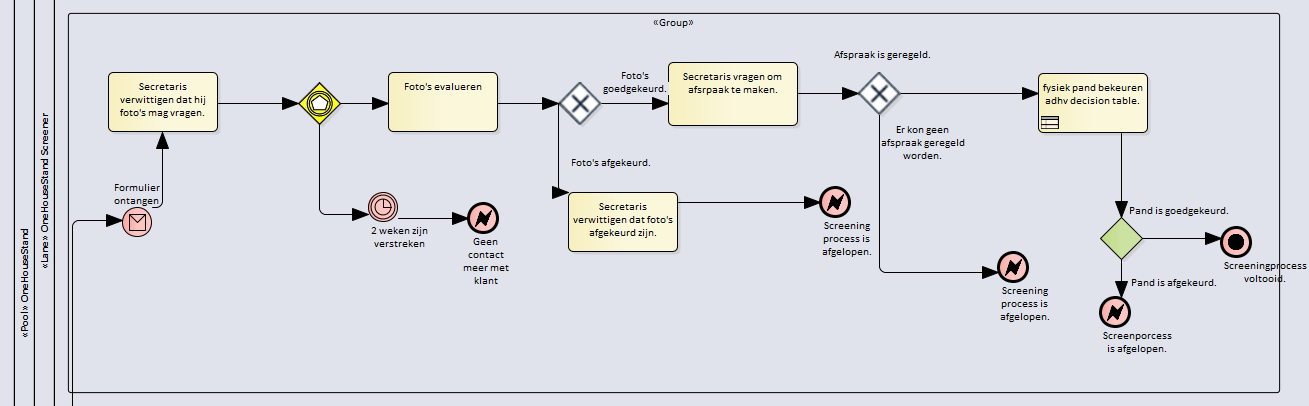 «Group»
«Pool» OneHouseStand
«Lane» OneHouseStand Screener
Secretaris
verwittigen dat hij
foto's mag vragen.
Formulier
ontangen
Foto's evalueren
2 weken zijn
verstreken
Geen
contact
meer met
klant
Foto's
goedgekeurd.
Foto's afgekeurd.
Secretaris vragen om
afsrpaak te maken.
Secretaris
verwittigen dat foto's
afgekeurd zijn.
Screening
process is
afgelopen.
Afspraak is geregeld.
Er kon geen
afspraak geregeld
worden.
Screening
process is
afgelopen.
fysiek pand bekeuren
adhv decision table.
Pand is goedgekeurd.
Screeningprocess
voltooid.
Pand is afgekeurd.
Screenporcess
is afgelopen.